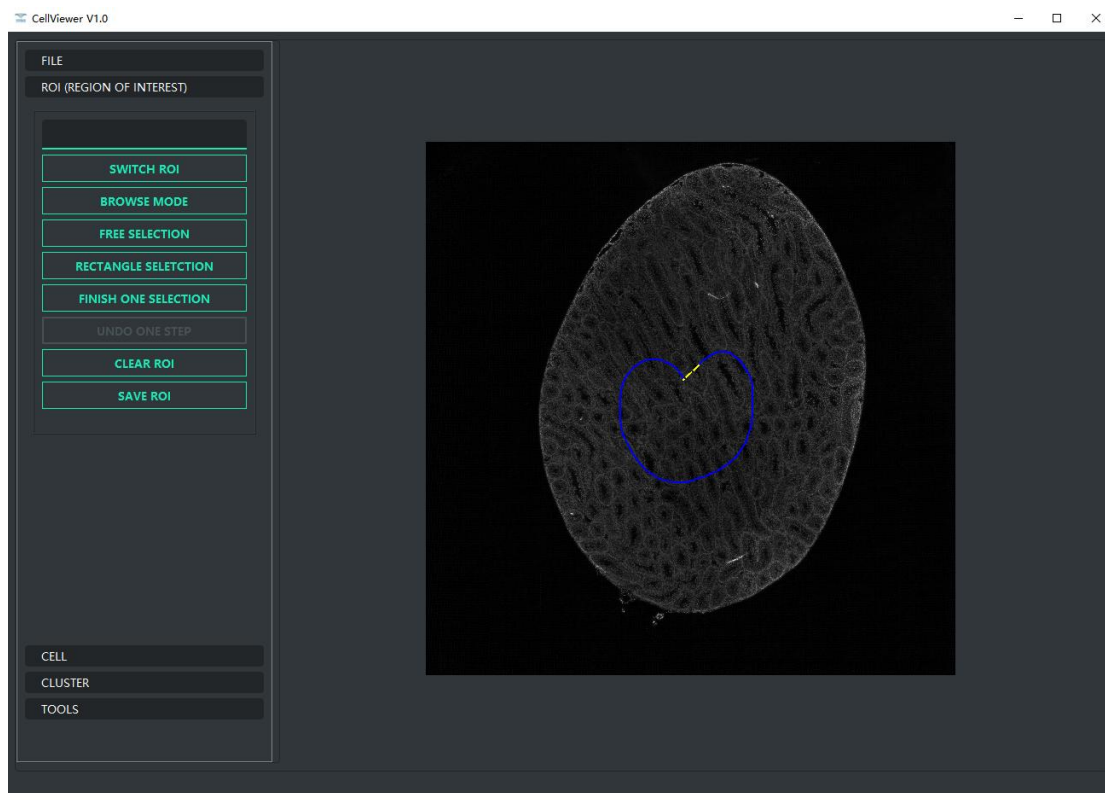 CellViewer V1.0
FILE
ROI (REGION OF INTEREST)
SWITCH ROI
BROWSE MODE
FREE SELECTION
RECTANGLE SELETCTION
FINISH ONE SELECTION
UNDO ONE STEP
CLEAR ROI
SAVE ROI
CELL
CLUSTER
TOOLS